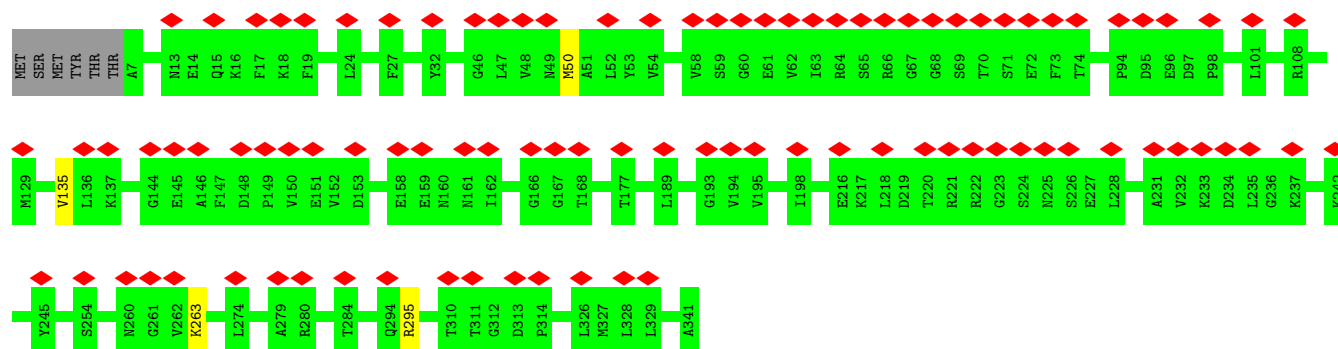 MET SER MET TYR THR THR A7 N13 E14 Q15 K16 F17 K18 F19 L24 F27 Y32 G46 L47 V48 N49 M50 A51 L52 Y53 V54 V58 S59 G60 E61 V62 I63 R64 S65 R66 G67 G68 S69 T70 S71 E72 F73 T74 P94 D95 E96 D97 P98 L101 R108
M129 V135 L136 K137 G144 E145 A146 F147 D148 P149 V150 E151 V152 D153 E158 E159 N160 N161 I162 G166 G167 T168 T177 L189 G193 V194 V195 I198 E216 K217 L218 D219 T220 R221 R222 G223 S224 N225 S226 E227 L228 A231 V232 K233 D234 L235 G236 K237
Y245 S254 N260 G261 V262 K263 L274 A279 R280 T284 Q294 R295 T310 T311 G312 D313 P314 L326 M327 L328 L329 A341